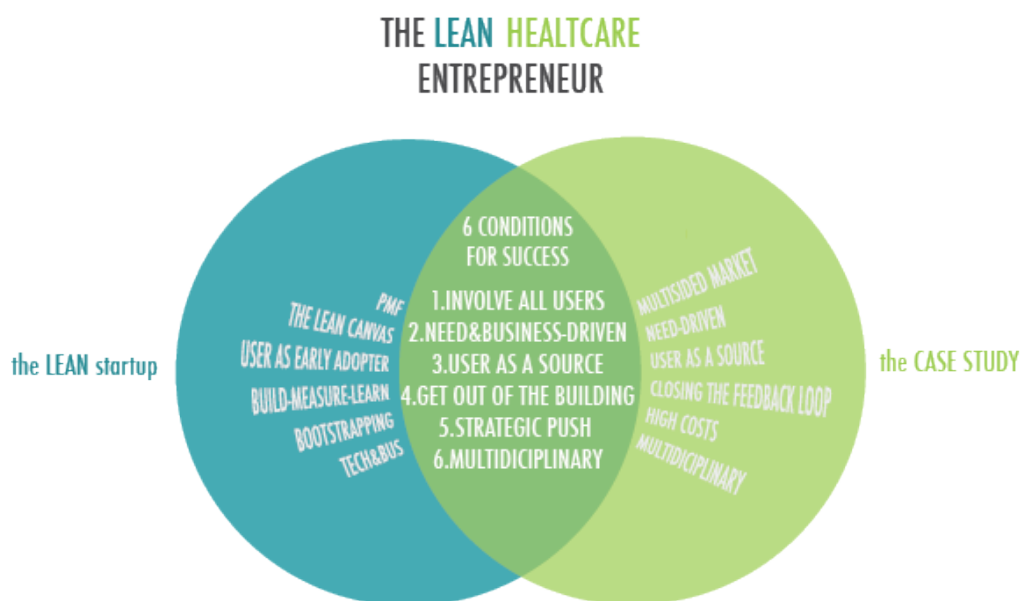 THE LEAN HEALTCARE
ENTREPRENEUR
the LEAN startup
PMF
THE LEAN CANVAS
USER AS EARLY ADOPTER
BUILD-MEASURE-LEARN
BOOTSTRAPPING
TECH&BUS
6 CONDITIONS
FOR SUCCESS
1.INVOLVE ALL USERS
2.NEED&BUSINESS-DRIVEN
3.USER AS A SOURCE
4.GET OUT OF THE BUILDING
5.STRATEGIC PUSH
6.MULTIDICIPLINARY
MULTISIDED MARKET
NEED-DRIVEN
USER AS A SOURCE
CLOSING THE FEEDBACK LOOP
HIGH COSTS
MULTIDICIPLINARY
the CASE STUDY